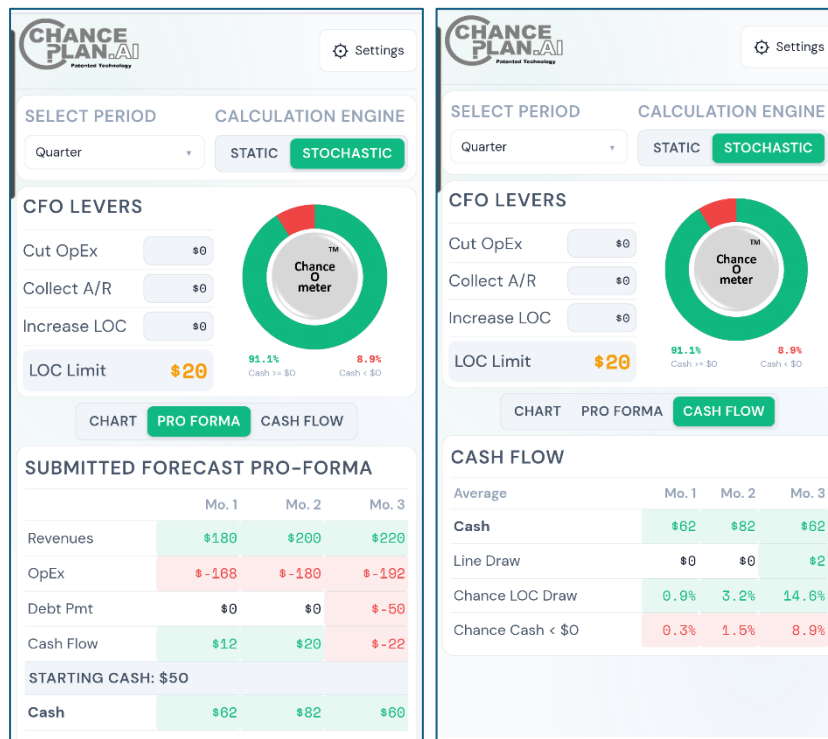 CHANCE
PLAN.AI
Patented Technology
Settings
SELECT PERIOD CALCULATION ENGINE
Quarter STATIC STOCHASTIC
CFO LEVERS
Cut OpEx $0
Collect A/R $0
Increase LOC $0
LOC Limit $20
Chance
O
meter
TM
91.1% 8.9%
Cash >= $0 Cash < $0
CHART PRO FORMA CASH FLOW
SUBMITTED FORECAST PRO-FORMA
Mo. 1 Mo. 2 Mo. 3
Revenues $180 $200 $220
OpEx $-168 $-180 $-192
Debt Pmt $0 $0 $-50
Cash Flow $12 $20 $-22
STARTING CASH: $50
Cash $62 $82 $60
CHANCE
PLAN.AI
Patented Technology
Settings
SELECT PERIOD CALCULATION ENGINE
Quarter STATIC STOCHASTIC
CFO LEVERS
Cut OpEx $0
Collect A/R $0
Increase LOC $0
LOC Limit $20
Chance
O
meter
TM
91.1% 8.9%
Cash >= $0 Cash < $0
CHART PRO FORMA CASH FLOW
CASH FLOW
Average Mo. 1 Mo. 2 Mo. 3
Cash $62 $82 $62
Line Draw $0 $0 $2
Chance LOC Draw 0.9% 3.2% 14.6%
Chance Cash < $0 0.3% 1.5% 8.9%